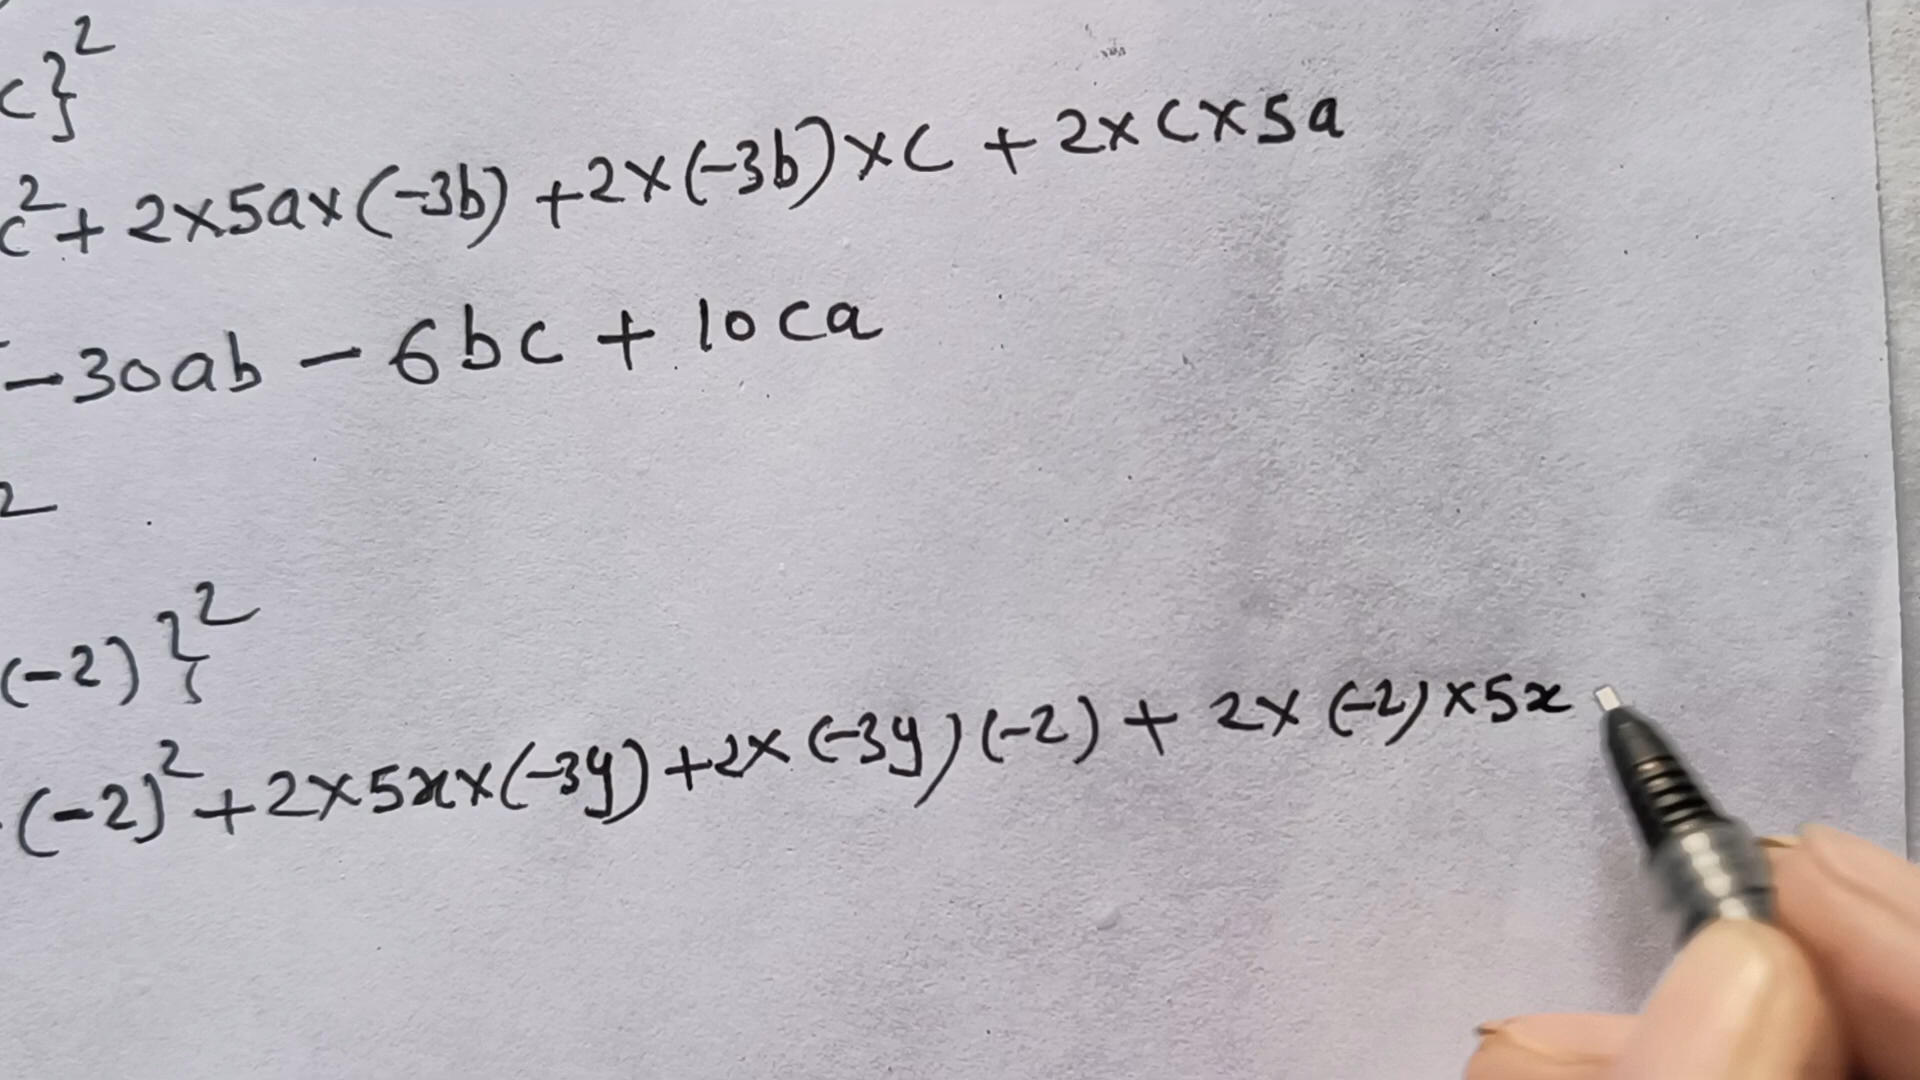 c}²
c² + 2×5a×(-3b) + 2×(-3b)×c + 2×c×5a
-30ab - 6bc + 10ca
2
(-2)}²
(-2)² + 2×5x×(-3y) + 2×(-3y)(-2) + 2×(-2)×5x